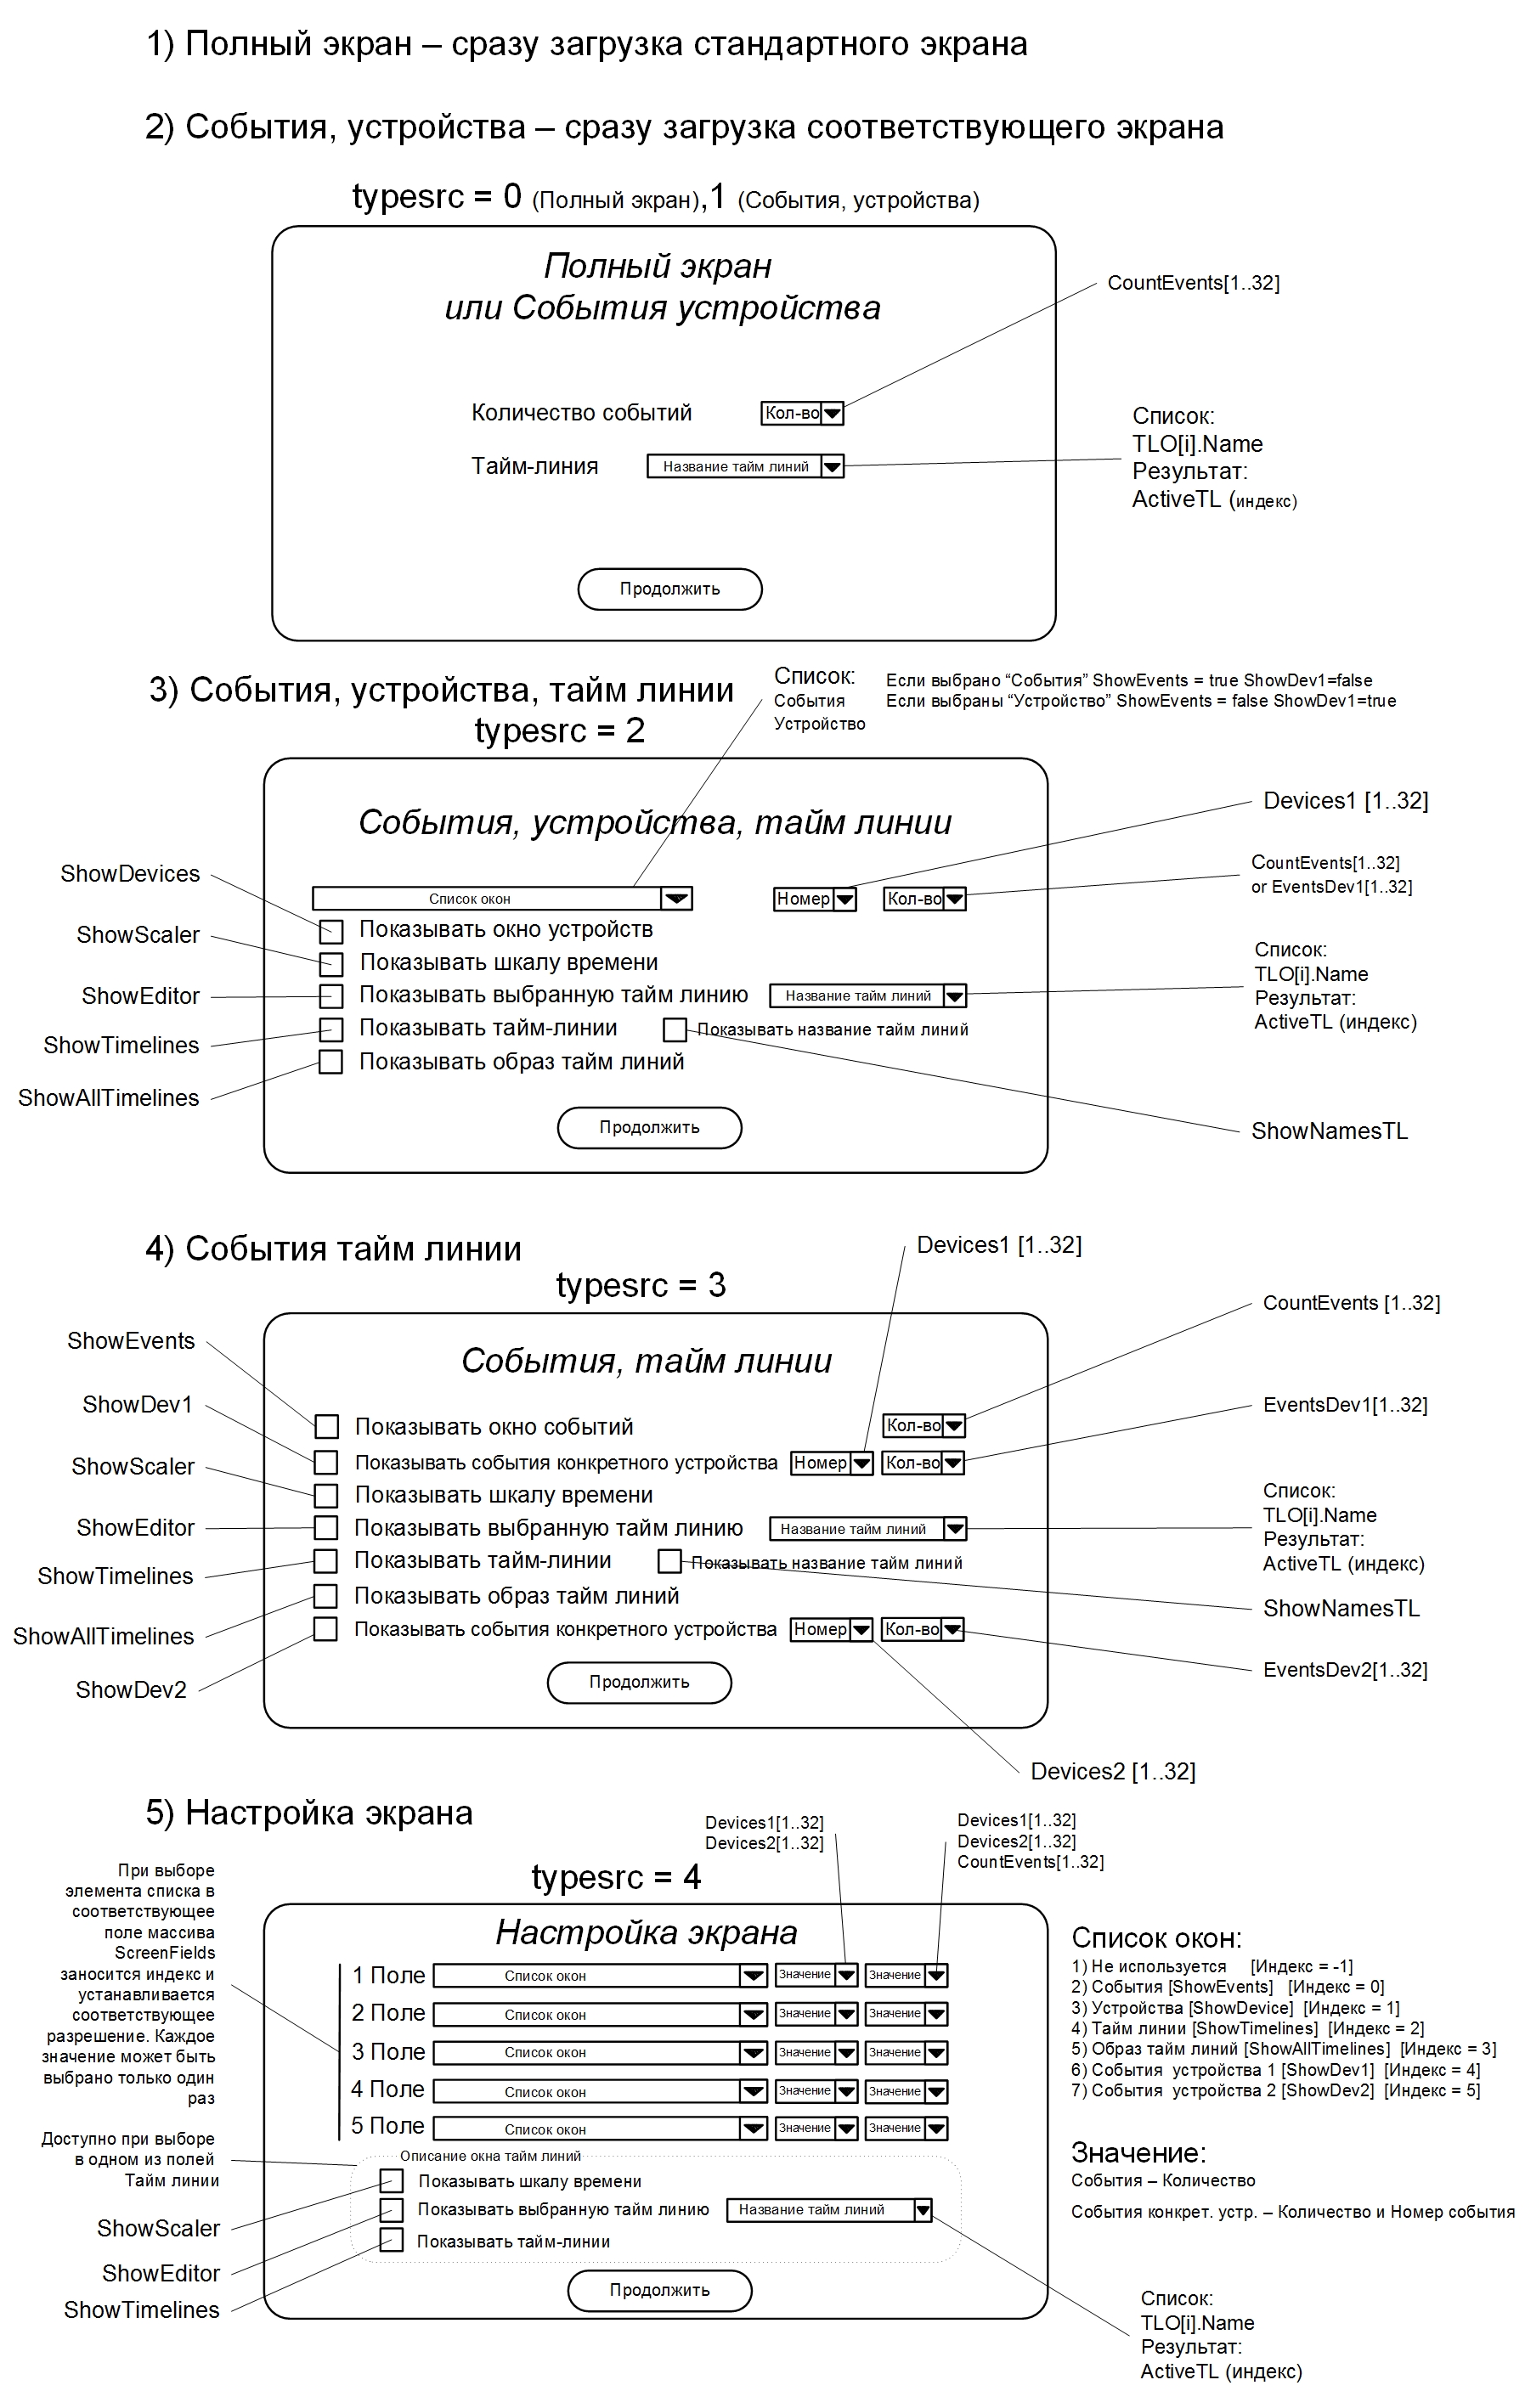 1) Полный экран – сразу загрузка стандартного экрана
2) События, устройства – сразу загрузка соответствующего экрана
typesrc = 0 (Полный экран),1 (События, устройства)
Полный экран
или События устройства
CountEvents[1..32]
Количество событий
Кол-во
Тайм-линия
Название тайм линий
Список:
TLO[i].Name
Результат:
ActiveTL (индекс)
Продолжить
3) События, устройства, тайм линии
typesrc = 2
Список:
События
Устройство
Если выбрано “События” ShowEvents = true ShowDev1=false
Если выбраны “Устройство” ShowEvents = false ShowDev1=true
События, устройства, тайм линии
Devices1 [1..32]
CountEvents[1..32]
or EventsDev1[1..32]
ShowDevices
ShowScaler
ShowEditor
ShowTimelines
ShowAllTimelines
Список окон
Номер
Кол-во
Показывать окно устройств
Показывать шкалу времени
Показывать выбранную тайм линию
Название тайм линий
Показывать тайм-линии
Показывать название тайм линий
Показывать образ тайм линий
Список:
TLO[i].Name
Результат:
ActiveTL (индекс)
ShowNamesTL
Продолжить
4) События тайм линии
typesrc = 3
Devices1 [1..32]
CountEvents [1..32]
События, тайм линии
ShowEvents
ShowDev1
ShowScaler
ShowEditor
ShowTimelines
ShowAllTimelines
ShowDev2
Показывать окно событий
Кол-во
Показывать события конкретного устройства
Номер
Кол-во
Показывать шкалу времени
Показывать выбранную тайм линию
Название тайм линий
Показывать тайм-линии
Показывать название тайм линий
Показывать образ тайм линий
Показывать события конкретного устройства
Номер
Кол-во
EventsDev1[1..32]
Список:
TLO[i].Name
Результат:
ActiveTL (индекс)
ShowNamesTL
EventsDev2[1..32]
Продолжить
Devices2 [1..32]
5) Настройка экрана
typesrc = 4
Devices1[1..32]
Devices2[1..32]
Devices1[1..32]
Devices2[1..32]
CountEvents[1..32]
При выборе
элемента списка в
соответствующее
поле массива
ScreenFields
заносится индекс и
устанавливается
соответствующее
разрешение. Каждое
значение может быть
выбрано только один
раз
Доступно при выборе
в одном из полей
Тайм линии
ShowScaler
ShowEditor
ShowTimelines
Настройка экрана
1 Поле
Список окон
Значение
Значение
2 Поле
Список окон
Значение
Значение
3 Поле
Список окон
Значение
Значение
4 Поле
Список окон
Значение
Значение
5 Поле
Список окон
Значение
Значение
Описание окна тайм линий
Показывать шкалу времени
Показывать выбранную тайм линию
Название тайм линий
Показывать тайм-линии
Продолжить
Список окон:
1) Не используется [Индекс = -1]
2) События [ShowEvents] [Индекс = 0]
3) Устройства [ShowDevice] [Индекс = 1]
4) Тайм линии [ShowTimelines] [Индекс = 2]
5) Образ тайм линий [ShowAllTimelines] [Индекс = 3]
6) События устройства 1 [ShowDev1] [Индекс = 4]
7) События устройства 2 [ShowDev2] [Индекс = 5]
Значение:
События – Количество
События конкрет. устр. – Количество и Номер события
Список:
TLO[i].Name
Результат:
ActiveTL (индекс)